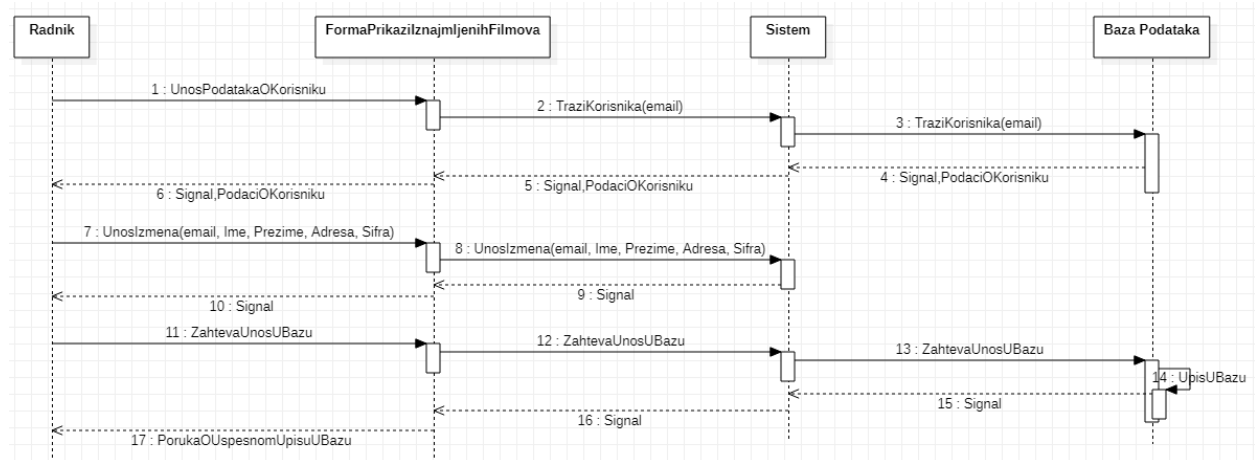 Radnik
FormaPrikaziIznajmljenihFilmova
Sistem
Baza Podataka
1 : UnosPodatakaOKorisniku
2 : TraziKorisnika(email)
3 : TraziKorisnika(email)
4 : Signal,PodaciOKorisniku
5 : Signal,PodaciOKorisniku
6 : Signal,PodaciOKorisniku
7 : UnosIzmena(email, Ime, Prezime, Adresa, Sifra)
8 : UnosIzmena(email, Ime, Prezime, Adresa, Sifra)
9 : Signal
10 : Signal
11 : ZahtevaUnosUBazu
12 : ZahtevaUnosUBazu
13 : ZahtevaUnosUBazu
14 : UpisUBazu
15 : Signal
16 : Signal
17 : PorukaOUspesnomUpisuUBazu